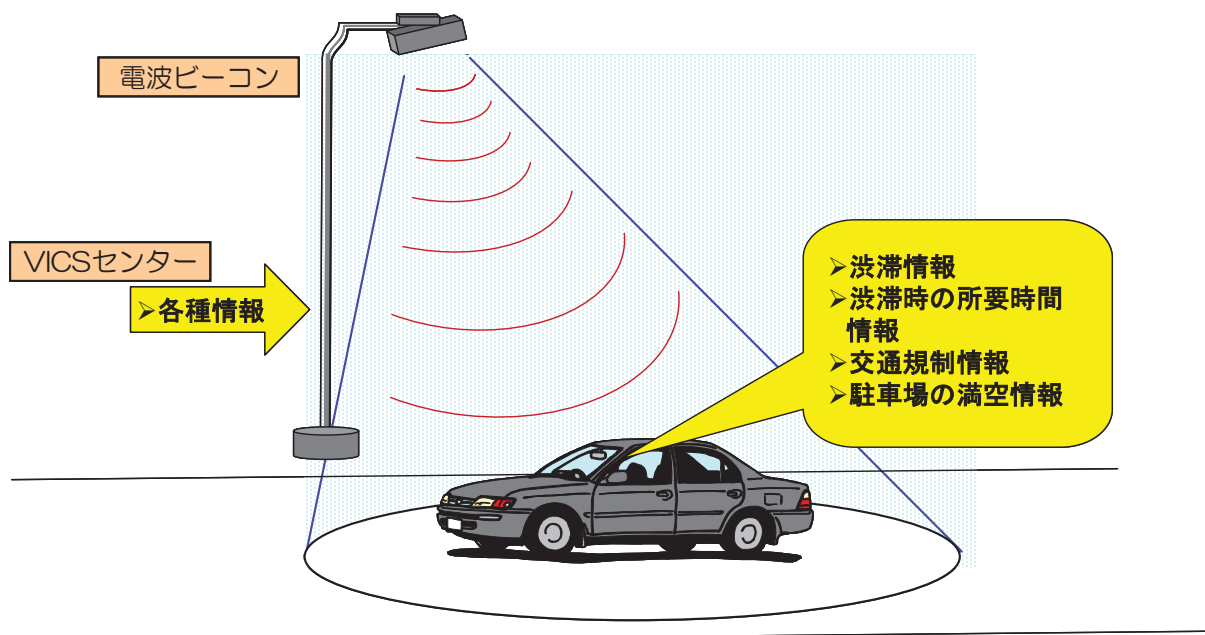 電波ビーコン
VICSセンター
➢各種情報
➢渋滞情報
➢渋滞時の所要時間
情報
➢交通規制情報
➢駐車場の満空情報